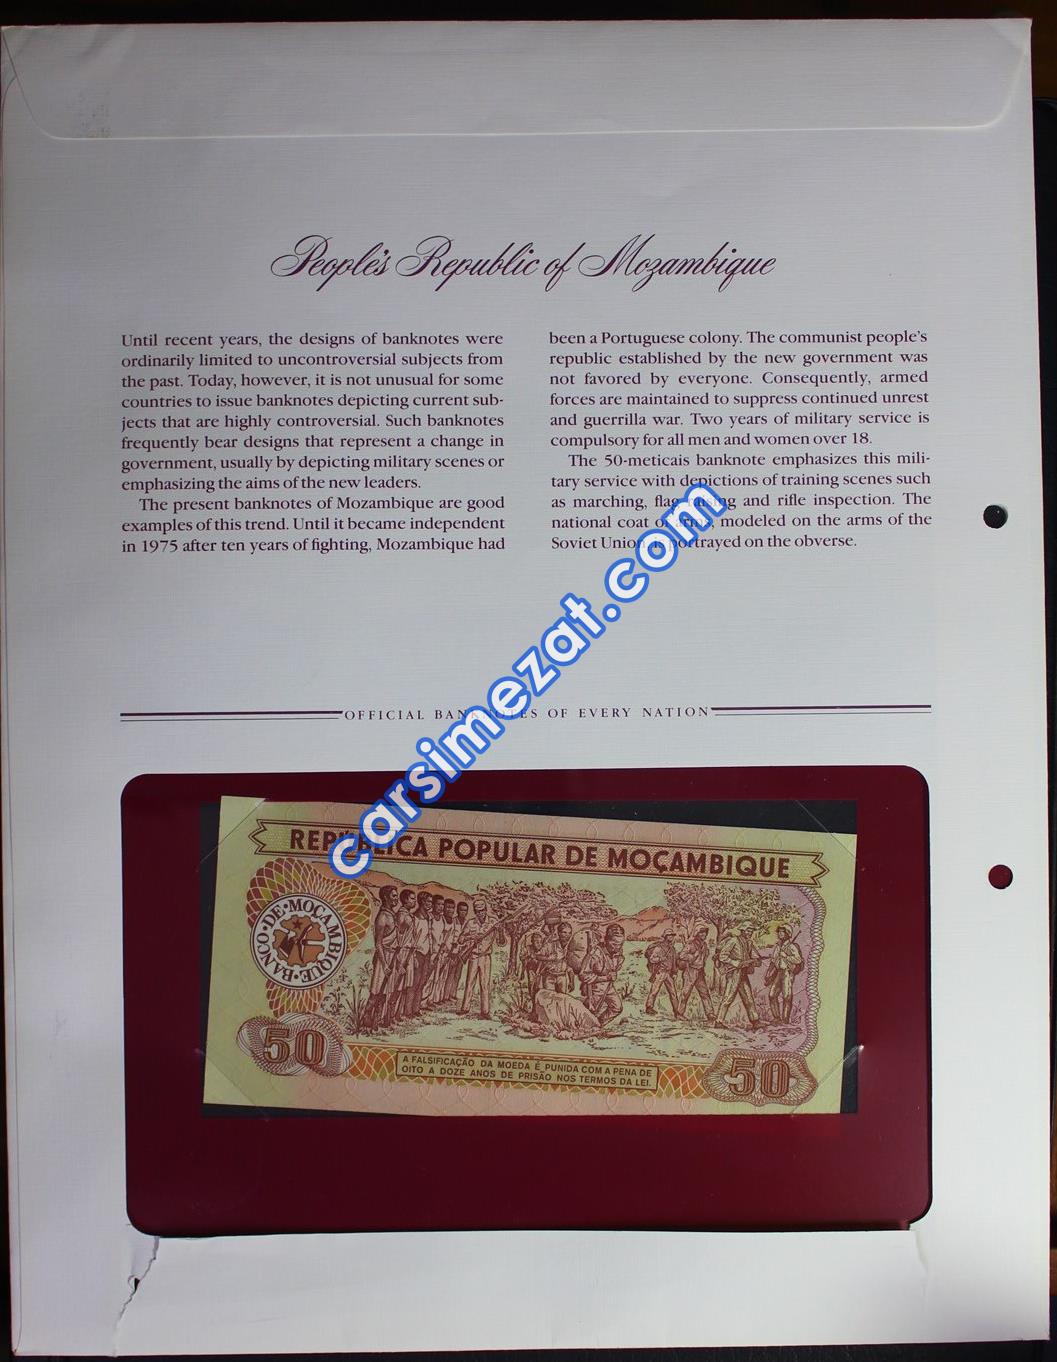 People's Republic of Mozambique
Until recent years, the designs of banknotes were
ordinarily limited to uncontroversial subjects from
the past. Today, however, it is not unusual for some
countries to issue banknotes depicting current sub-
jects that are highly controversial. Such banknotes
frequently bear designs that represent a change in
government, usually by depicting military scenes or
emphasizing the aims of the new leaders.
The present banknotes of Mozambique are good
examples of this trend. Until it became independent
in 1975 after ten years of fighting, Mozambique had
been a Portuguese colony. The communist people's
republic established by the new government was
not favored by everyone. Consequently, armed
forces are maintained to suppress continued unrest
and guerrilla war. Two years of military service is
compulsory for all men and women over 18.
The 50-meticais banknote emphasizes this mili-
tary service with depictions of training scenes such
as marching, flag raising and rifle inspection. The
national coat of arms, modeled on the arms of the
Soviet Union, is portrayed on the obverse.
carsimezat.com
OFFICIAL BANKNOTES OF EVERY NATION
REPÚBLICA POPULAR DE MOÇAMBIQUE
BANCO·DE·MOÇAMBIQUE·
50
A FALSIFICAÇÃO DA MOEDA É PUNIDA COM A PENA DE
OITO A DOZE ANOS DE PRISÃO NOS TERMOS DA LEI.
50